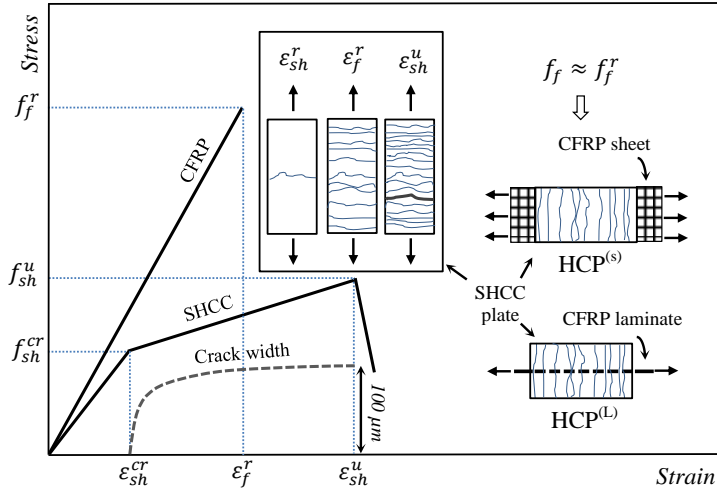 Stress
f_f^r
f_sh^u
f_sh^cr
CFRP
SHCC
Crack width
100 μm
ε_sh^cr
ε_f^r
ε_sh^u
Strain
ε_sh^r
ε_f^r
ε_sh^u
f_f ≈ f_f^r
CFRP sheet
HCP^(s)
SHCC
plate
CFRP laminate
HCP^(L)